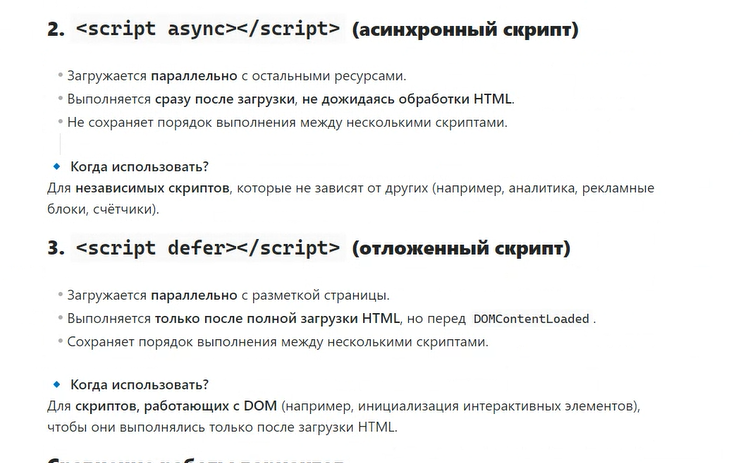 2. <script async></script> (асинхронный скрипт)
Загружается параллельно с остальными ресурсами.
Выполняется сразу после загрузки, не дожидаясь обработки HTML.
Не сохраняет порядок выполнения между несколькими скриптами.
Когда использовать?
Для независимых скриптов, которые не зависят от других (например, аналитика, рекламные
блоки, счётчики).
3. <script defer></script> (отложенный скрипт)
Загружается параллельно с разметкой страницы.
Выполняется только после полной загрузки HTML, но перед DOMContentLoaded.
Сохраняет порядок выполнения между несколькими скриптами.
Когда использовать?
Для скриптов, работающих с DOM (например, инициализация интерактивных элементов),
чтобы они выполнялись только после загрузки HTML.